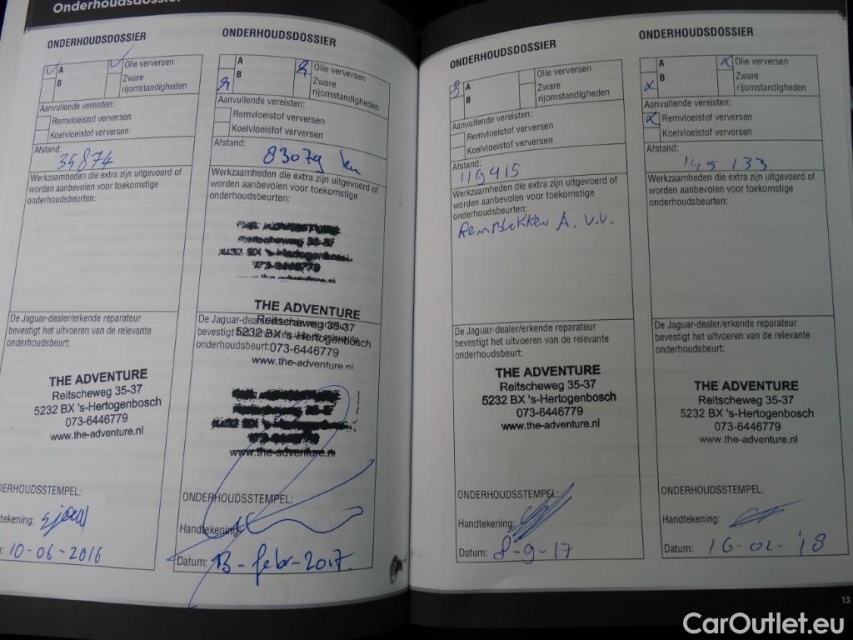 Onderhoudsdossier
ONDERHOUDSDOSSIER
A
Olie verversen
B
Zware
rijomstandigheden
Aanvullende vereisten:
Remvloeistof verversen
Koelvloeistof verversen
Afstand:
35874
Werkzaamheden die extra zijn uitgevoerd of
worden aanbevolen voor toekomstige
onderhoudsbeurten:
De Jaguar-dealer/erkende reparateur
bevestigt het uitvoeren van de relevante
onderhoudsbeurt:
THE ADVENTURE
Reitscheweg 35-37
5232 BX 's-Hertogenbosch
073-6446779
www.the-adventure.nl
ERHOUDSSTEMPEL:
tekening:
: 10-06-2016
ONDERHOUDSDOSSIER
A
Olie verversen
B
Zware
rijomstandigheden
Aanvullende vereisten:
Remvloeistof verversen
Koelvloeistof verversen
Afstand:
83079 km
Werkzaamheden die extra zijn uitgevoerd of
worden aanbevolen voor toekomstige
onderhoudsbeurten:
THE ADVENTURE
De Jaguar-dealer
Reitscheweg 35-37
bevestigt
5232 BX 's-Hertogenbosch
onderhoudsbeurt:
073-6446779
www.the-adventure.nl
www.the-adventure.nl
ONDERHOUDSSTEMPEL:
Handtekening:
Datum: 13 - febr-2017.
ONDERHOUDSDOSSIER
A
Olie verversen
B
Zware
rijomstandigheden
Aanvullende vereisten:
Remvloeistof verversen
Koelvloeistof verversen
Afstand:
119415
Werkzaamheden die extra zijn uitgevoerd of
worden aanbevolen voor toekomstige
onderhoudsbeurten:
Remblokken A. v.v.
De Jaguar-dealer/erkende reparateur
bevestigt het uitvoeren van de relevante
onderhoudsbeurt:
THE ADVENTURE
Reitscheweg 35-37
5232 BX 's-Hertogenbosch
073-6446779
www.the-adventure.nl
ONDERHOUDSSTEMPEL:
Handtekening:
Datum: 8-9-17
ONDERHOUDSDOSSIER
A
Olie verversen
B
Zware
rijomstandigheden
Aanvullende vereisten:
Remvloeistof verversen
Koelvloeistof verversen
Afstand:
145 133
Werkzaamheden die extra zijn uitgevoerd of
worden aanbevolen voor toekomstige
onderhoudsbeurten:
De Jaguar-dealer/erkende reparateur
bevestigt het uitvoeren van de relevante
onderhoudsbeurt:
THE ADVENTURE
Reitscheweg 35-37
5232 BX 's-Hertogenbosch
073-6446779
www.the-adventure.nl
ONDERHOUDSSTEMPEL:
Handtekening:
Datum: 16-02-'18
13
CarOutlet.eu